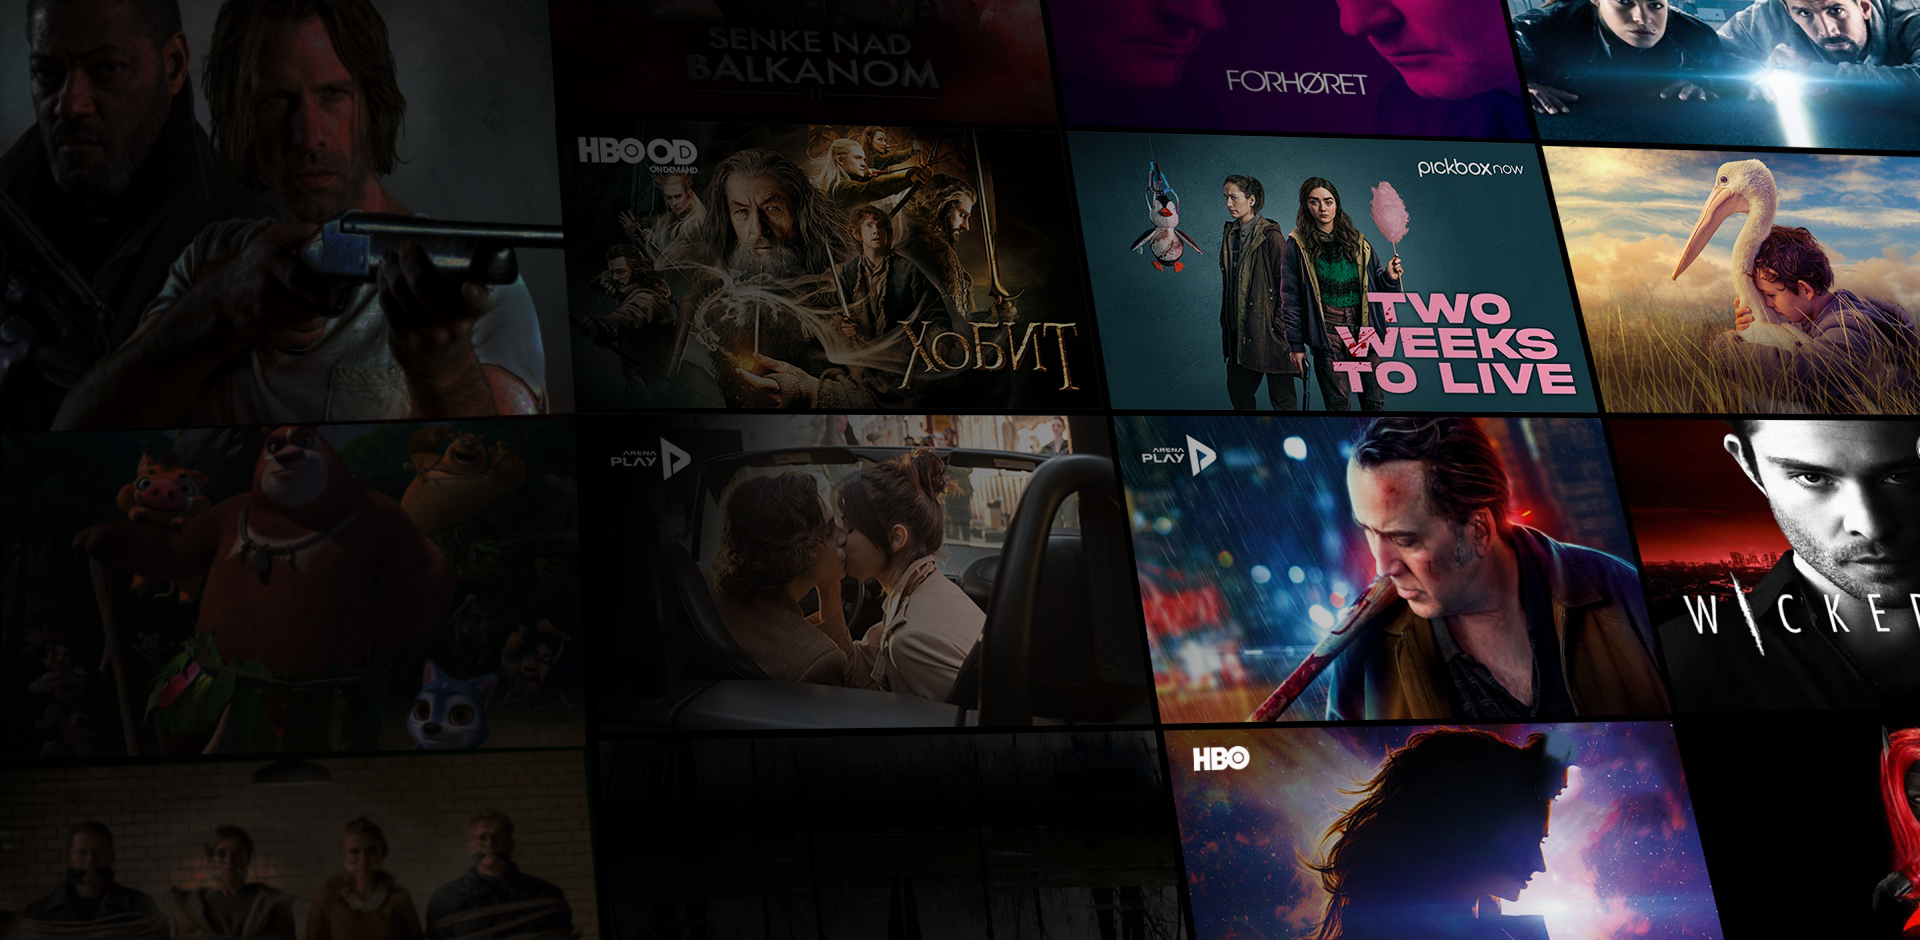 SENKE NAD
BALKANOM
FORHØRET
HBO OD
ON DEMAND
ХОБИТ
pickbox now
TWO
WEEKS
TO LIVE
ARENA
PLAY
ARENA
PLAY
WICKED
HBO